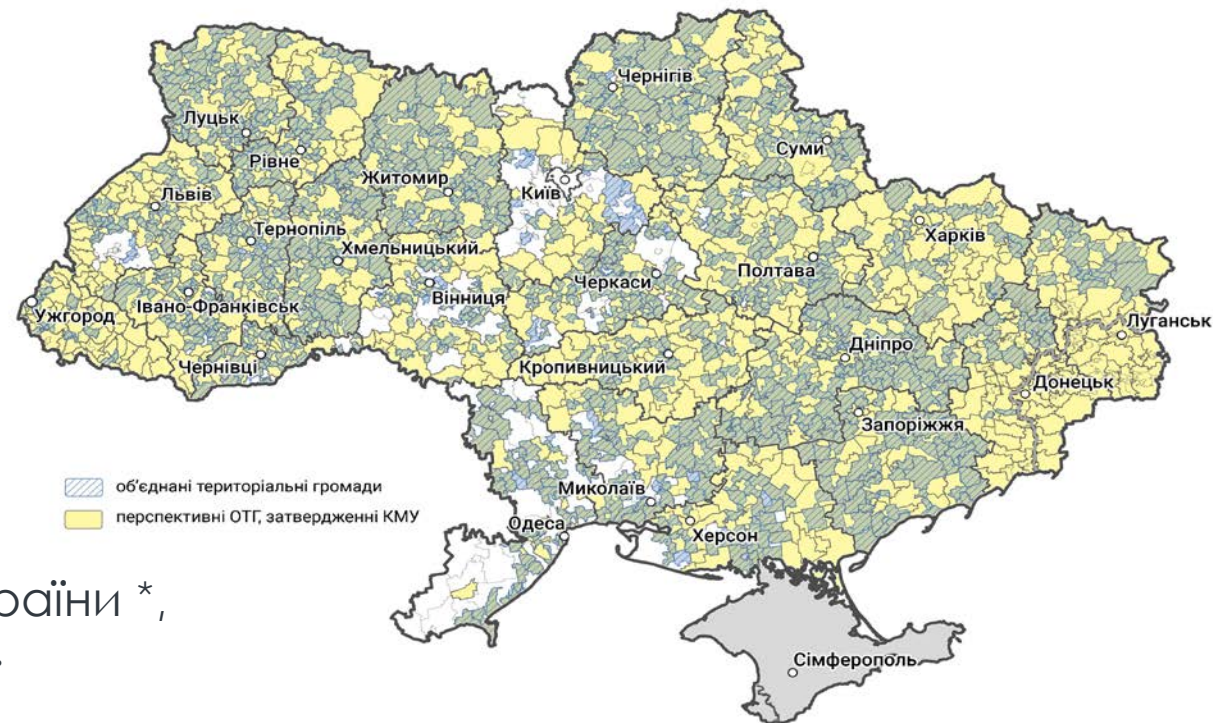 Чернігів
Луцьк
Суми
Рівне
Житомир
Київ
Львів
Харків
Тернопіль
Хмельницький
Полтава
Черкаси
Вінниця
Івано-Франківськ
Ужгород
Луганськ
Дніпро
Чернівці
Кропивницький
Донецьк
Запоріжжя
об'єднані територіальні громади
Миколаїв
перспективні ОТГ, затвердженні КМУ
Одеса
Херсон
раїни *,
Сімферополь